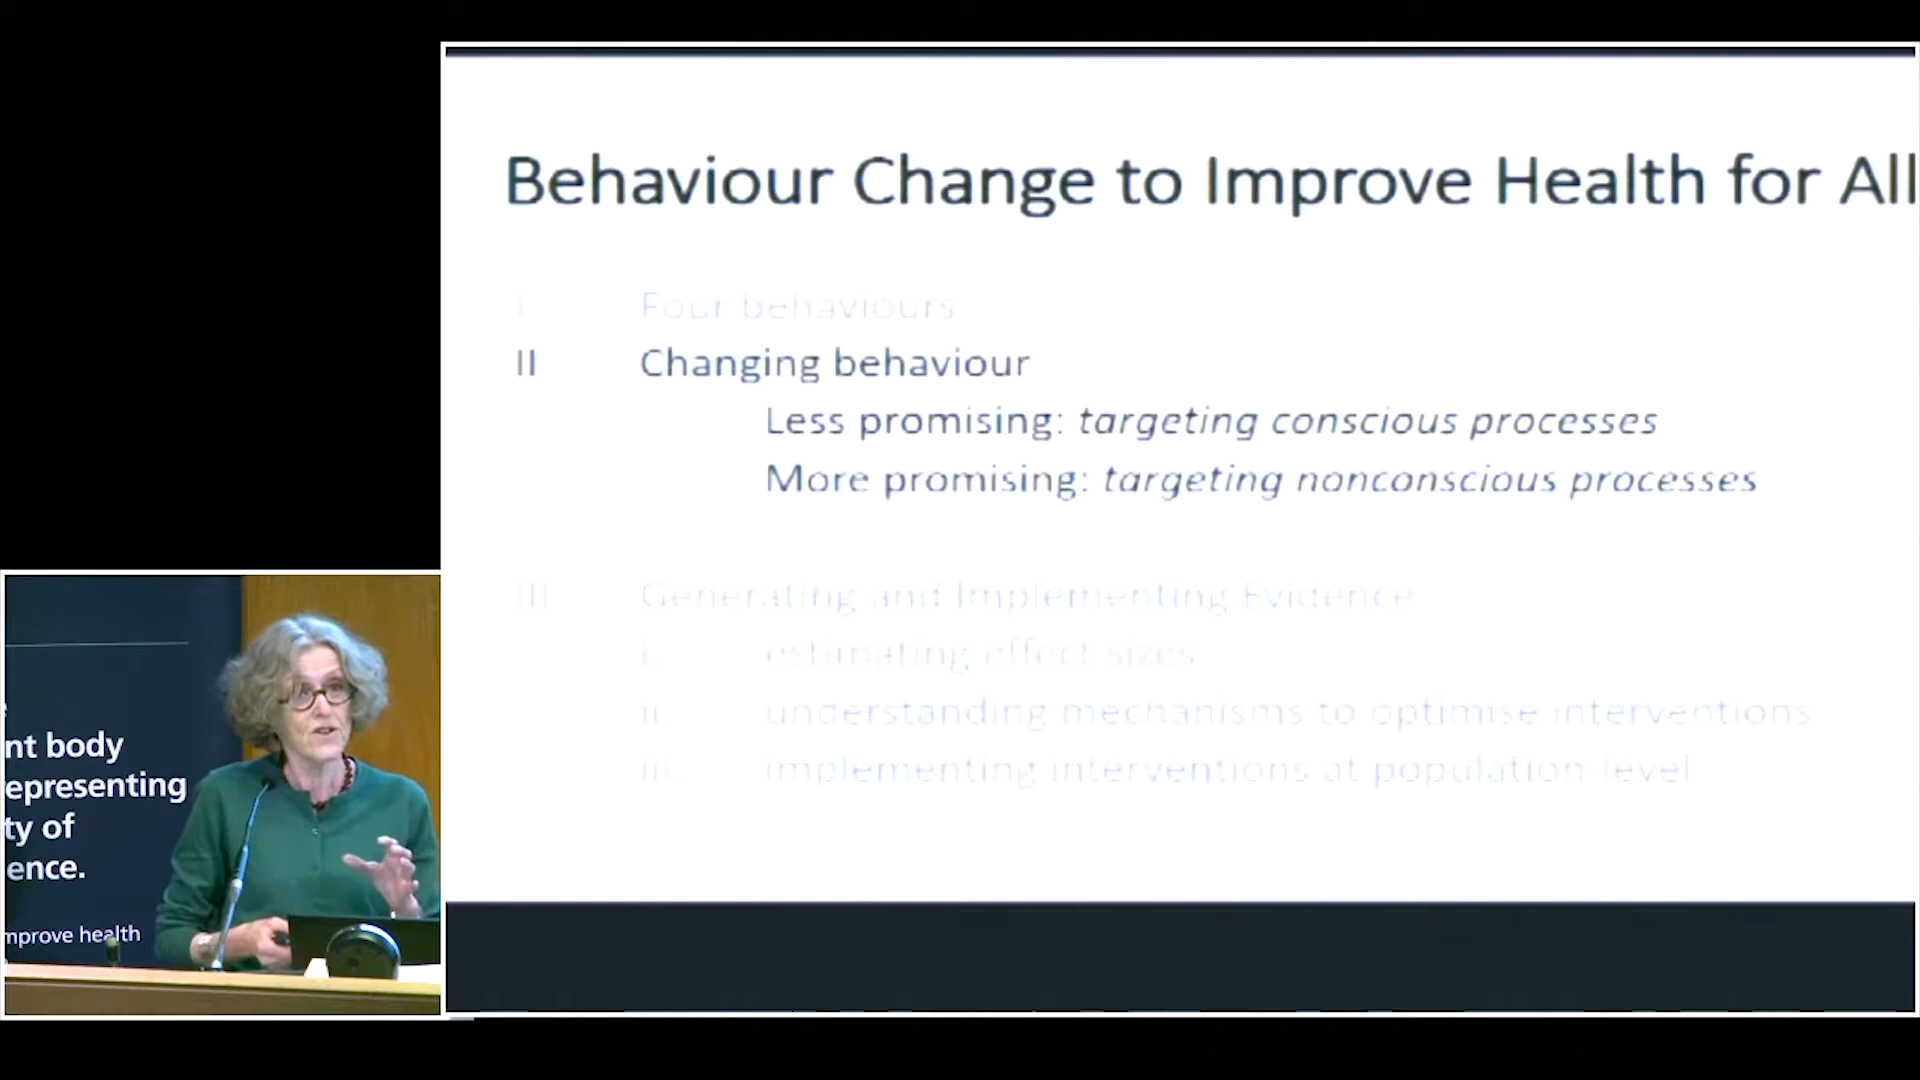 Behaviour Change to Improve Health for All
I Four behaviours
II Changing behaviour
Less promising: targeting conscious processes
More promising: targeting nonconscious processes
III Generating and Implementing Evidence
i. estimating effect sizes
ii. understanding mechanisms to optimise interventions
iii. implementing interventions at population level
nt body
epresenting
ty of
ence.
mprove health